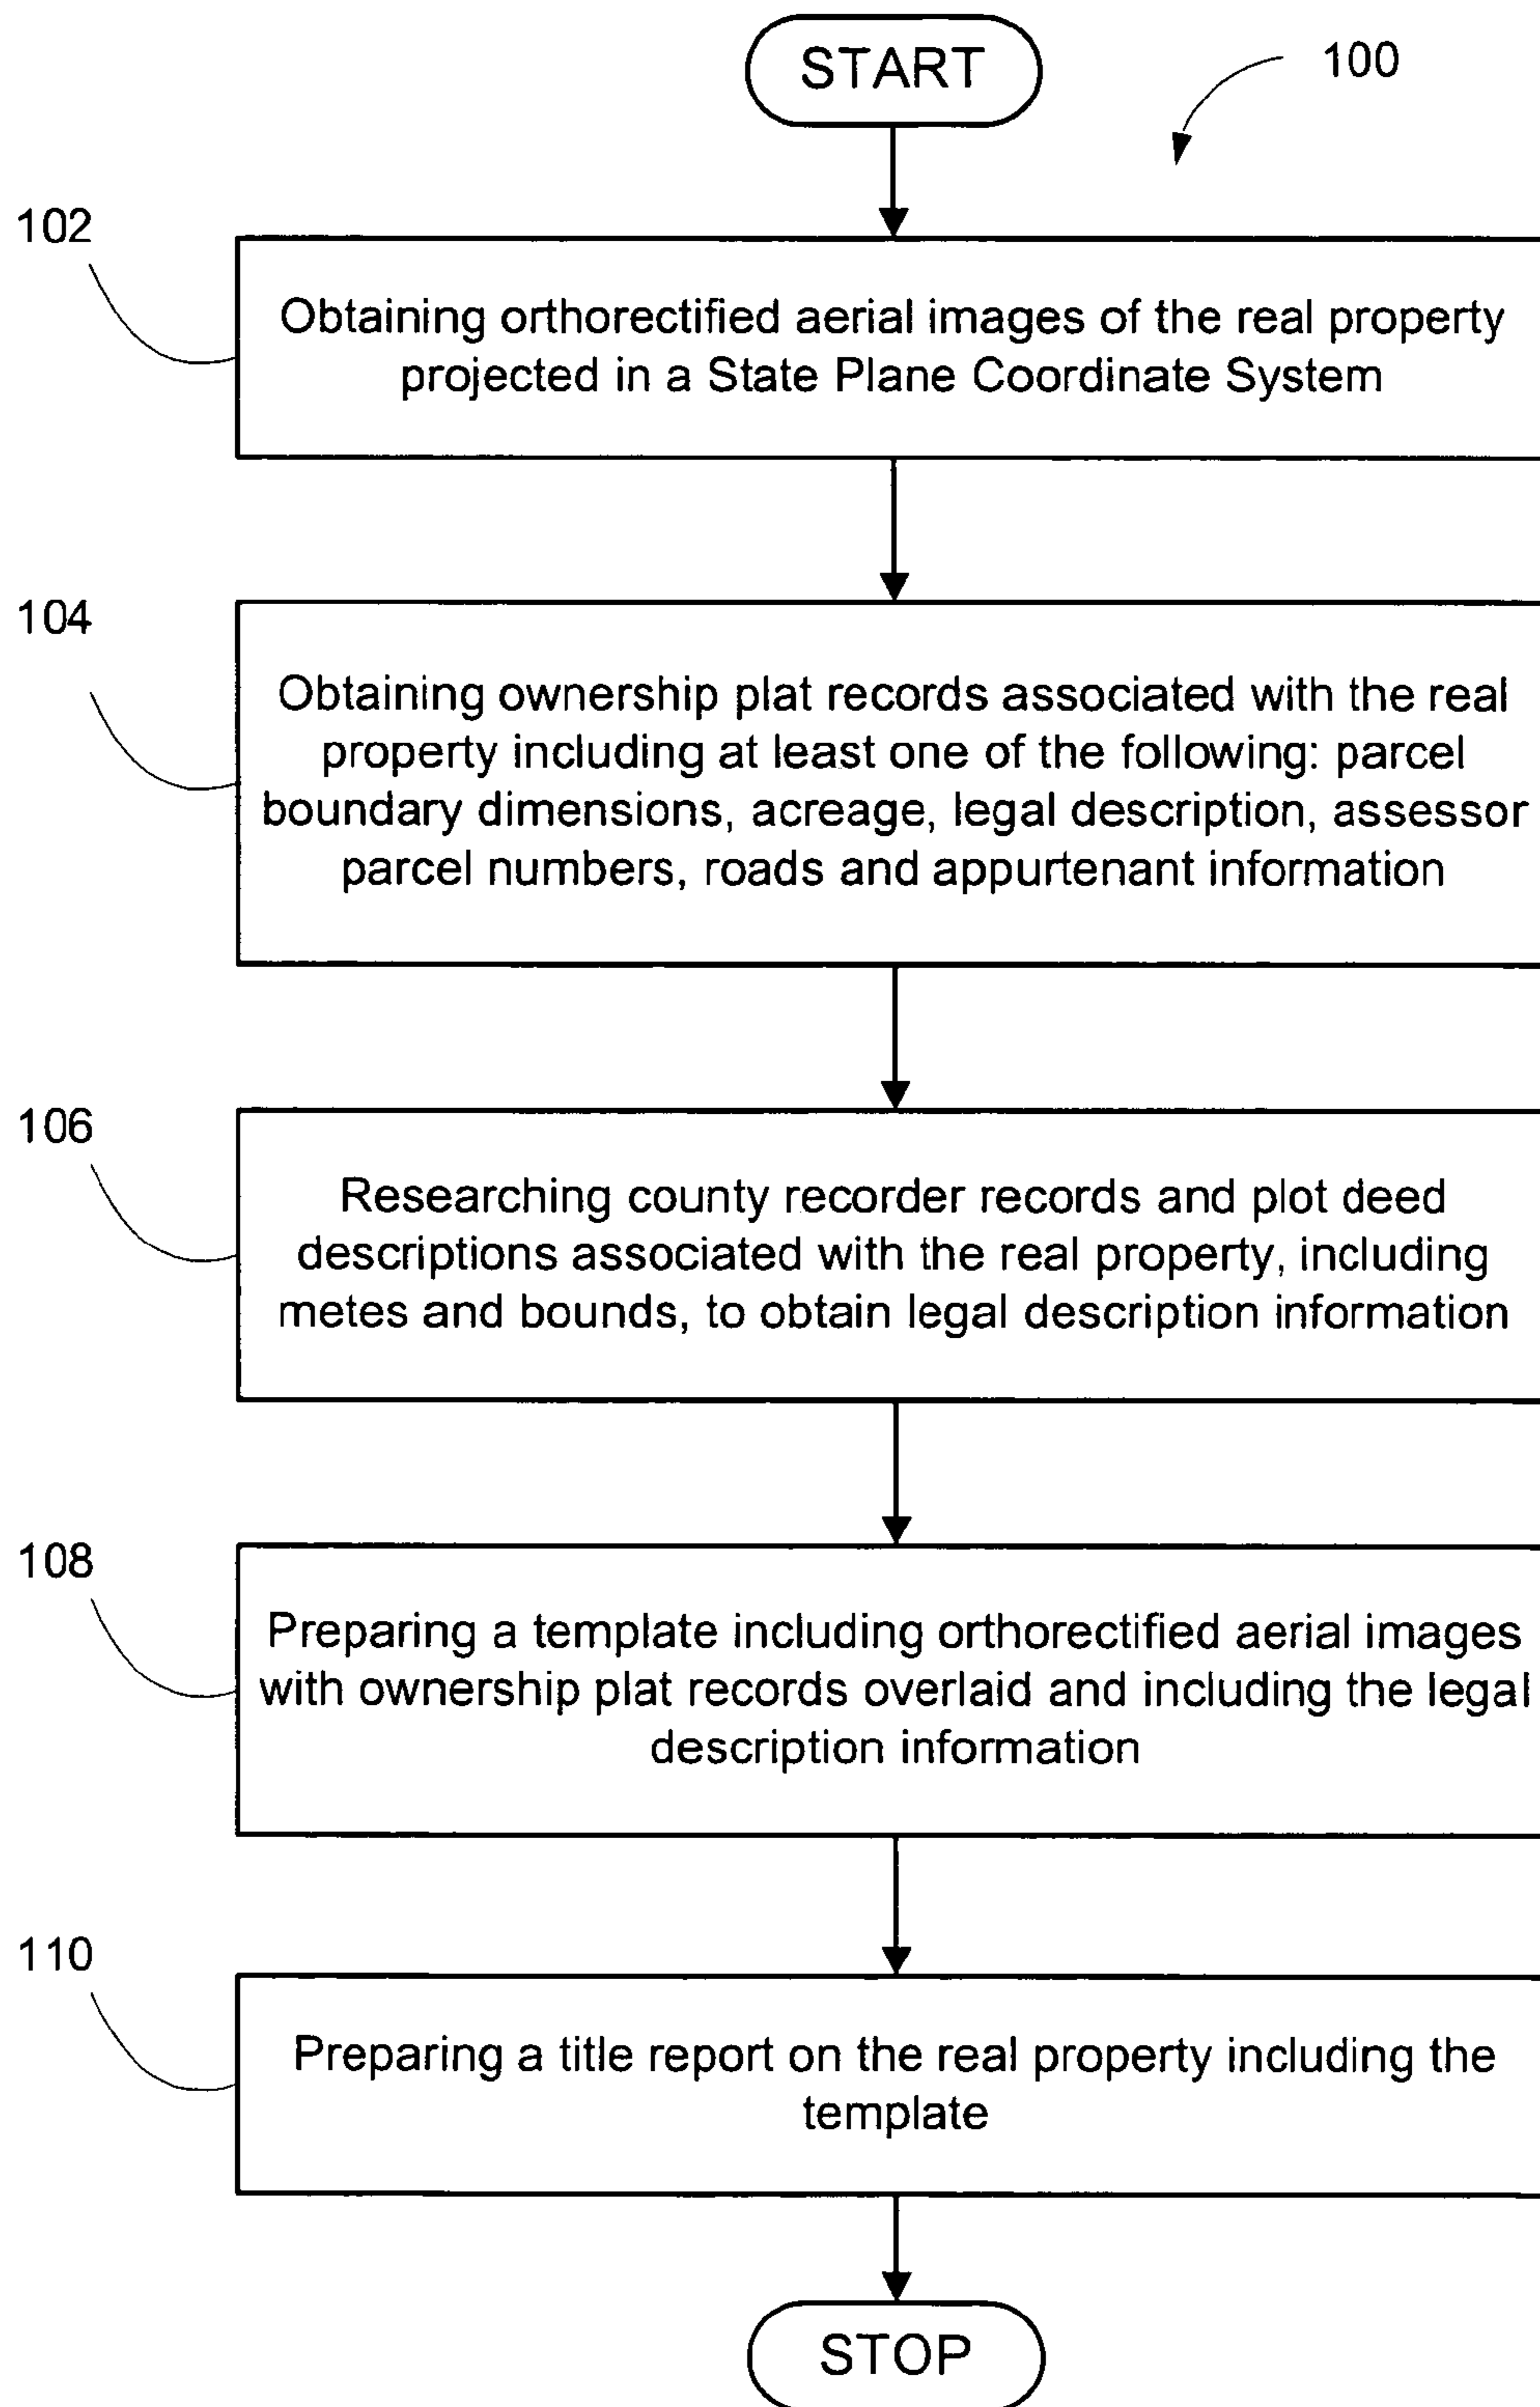 START
100
102
Obtaining orthorectified aerial images of the real property
projected in a State Plane Coordinate System
104
Obtaining ownership plat records associated with the real
property including at least one of the following: parcel
boundary dimensions, acreage, legal description, assessor
parcel numbers, roads and appurtenant information
106
Researching county recorder records and plot deed
descriptions associated with the real property, including
metes and bounds, to obtain legal description information
108
Preparing a template including orthorectified aerial images
with ownership plat records overlaid and including the legal
description information
110
Preparing a title report on the real property including the
template
STOP